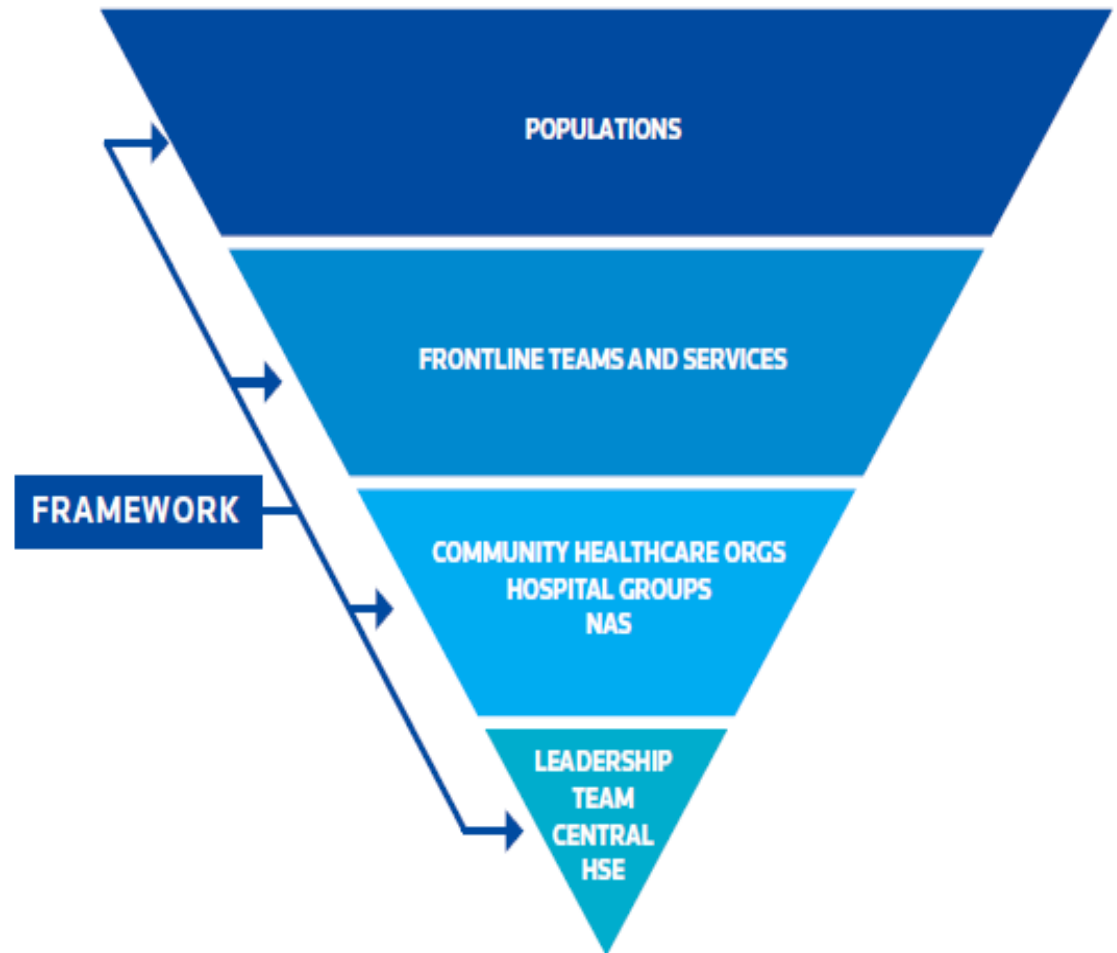 POPULATIONS
FRONTLINE TEAMS AND SERVICES
FRAMEWORK
COMMUNITY HEALTHCARE ORGS
HOSPITAL GROUPS
NAS
LEADERSHIP
TEAM
CENTRAL
HSE